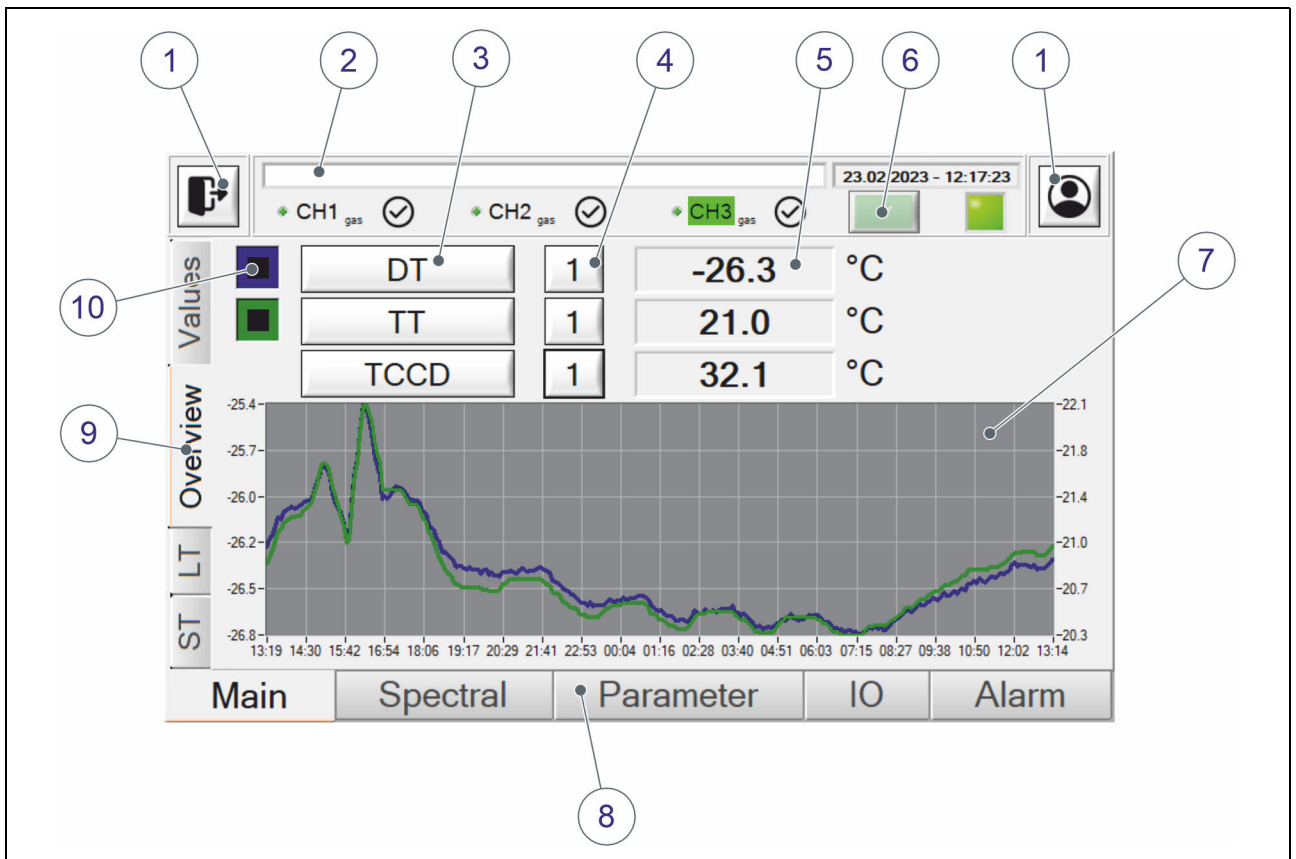 1 2 3 4 5 6 1
23.02.2023 - 12:17:23
CH1 gas CH2 gas CH3 gas
Values
DT 1 -26.3 °C
10
TT 1 21.0 °C
7
TCCD 1 32.1 °C
Overview
9
LT
ST
-25.4 -22.1
-25.7 -21.8
-26.0 -21.4
-26.2 -21.0
-26.5 -20.7
-26.8 -20.3
13:19 14:30 15:42 16:54 18:06 19:17 20:29 21:41 22:53 00:04 01:16 02:28 03:40 04:51 06:03 07:15 08:27 09:38 10:50 12:02 13:14
Main Spectral Parameter IO Alarm
8